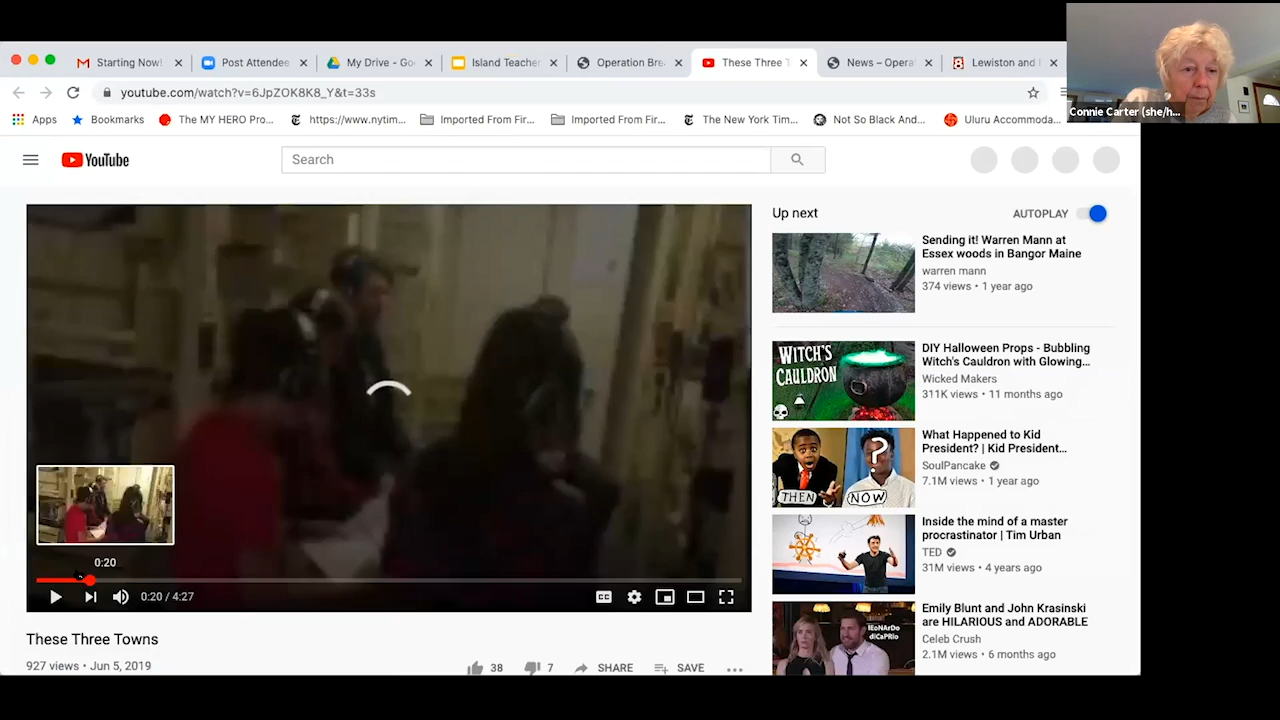 Starting Now!
Post Attende
My Drive - Go
Island Teacher
Operation Bre
These Three T
News – Opera
Lewiston and
youtube.com/watch?v=6JpZOK8K8_Y&t=33s
Connie Carter (she/h...
Apps
Bookmarks
The MY HERO Pro...
https://www.nytim...
Imported From Fir...
Imported From Fir...
The New York Tim...
Not So Black And...
Uluru Accommoda...
YouTube
Search
Up next
AUTOPLAY
Sending it! Warren Mann at
Essex woods in Bangor Maine
warren mann
374 views • 1 year ago
WITCH'S
CAULDRON
DIY Halloween Props - Bubbling
Witch's Cauldron with Glowing...
Wicked Makers
311K views • 11 months ago
THEN
NOW
?
What Happened to Kid
President? | Kid President...
SoulPancake
7.1M views • 1 year ago
Inside the mind of a master
procrastinator | Tim Urban
TED
31M views • 4 years ago
lEoNArDo
diCaPRio
Emily Blunt and John Krasinski
are HILARIOUS and ADORABLE
Celeb Crush
2.1M views • 6 months ago
0:20
0:20 / 4:27
CC
These Three Towns
927 views • Jun 5, 2019
38
7
SHARE
SAVE